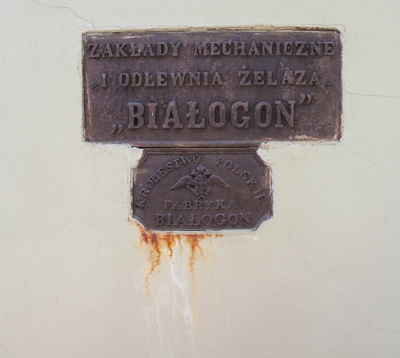 ZAKŁADY MECHANICZNE
„I ODLEWNIA ŻELAZA„
„BIAŁOGON”
KRÓLESTWO POLSKIE
FABRYKA
BIAŁOGON